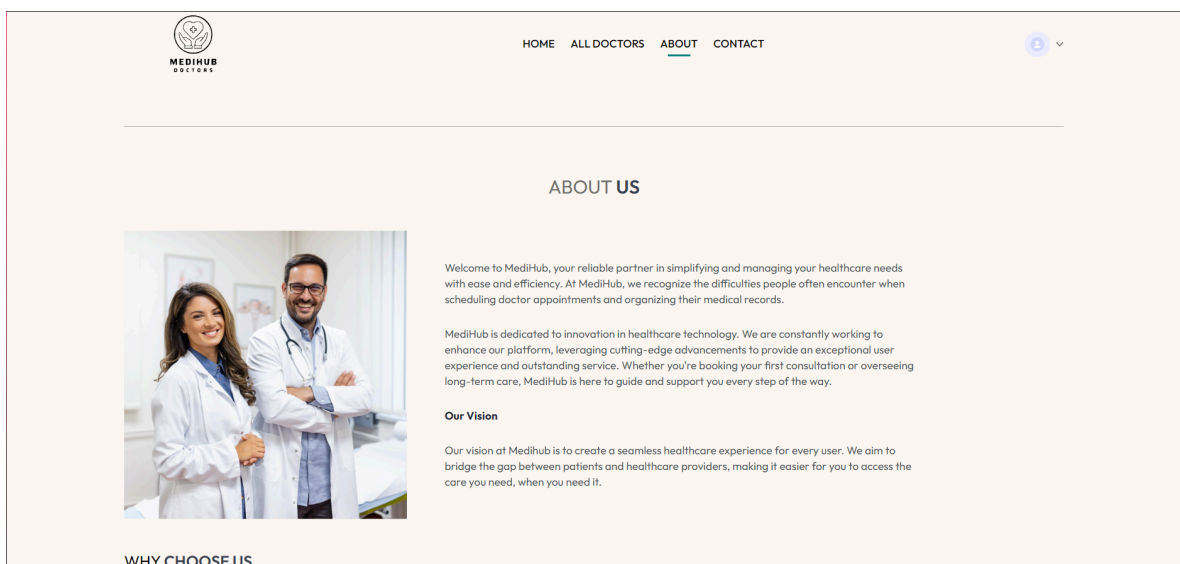 MEDIHUB
DOCTORS
HOME ALL DOCTORS ABOUT CONTACT
ABOUT US
Welcome to MediHub, your reliable partner in simplifying and managing your healthcare needs
with ease and efficiency. At MediHub, we recognize the difficulties people often encounter when
scheduling doctor appointments and organizing their medical records.
MediHub is dedicated to innovation in healthcare technology. We are constantly working to
enhance our platform, leveraging cutting-edge advancements to provide an exceptional user
experience and outstanding service. Whether you're booking your first consultation or overseeing
long-term care, MediHub is here to guide and support you every step of the way.
Our Vision
Our vision at Medihub is to create a seamless healthcare experience for every user. We aim to
bridge the gap between patients and healthcare providers, making it easier for you to access the
care you need, when you need it.
WHY CHOOSE US